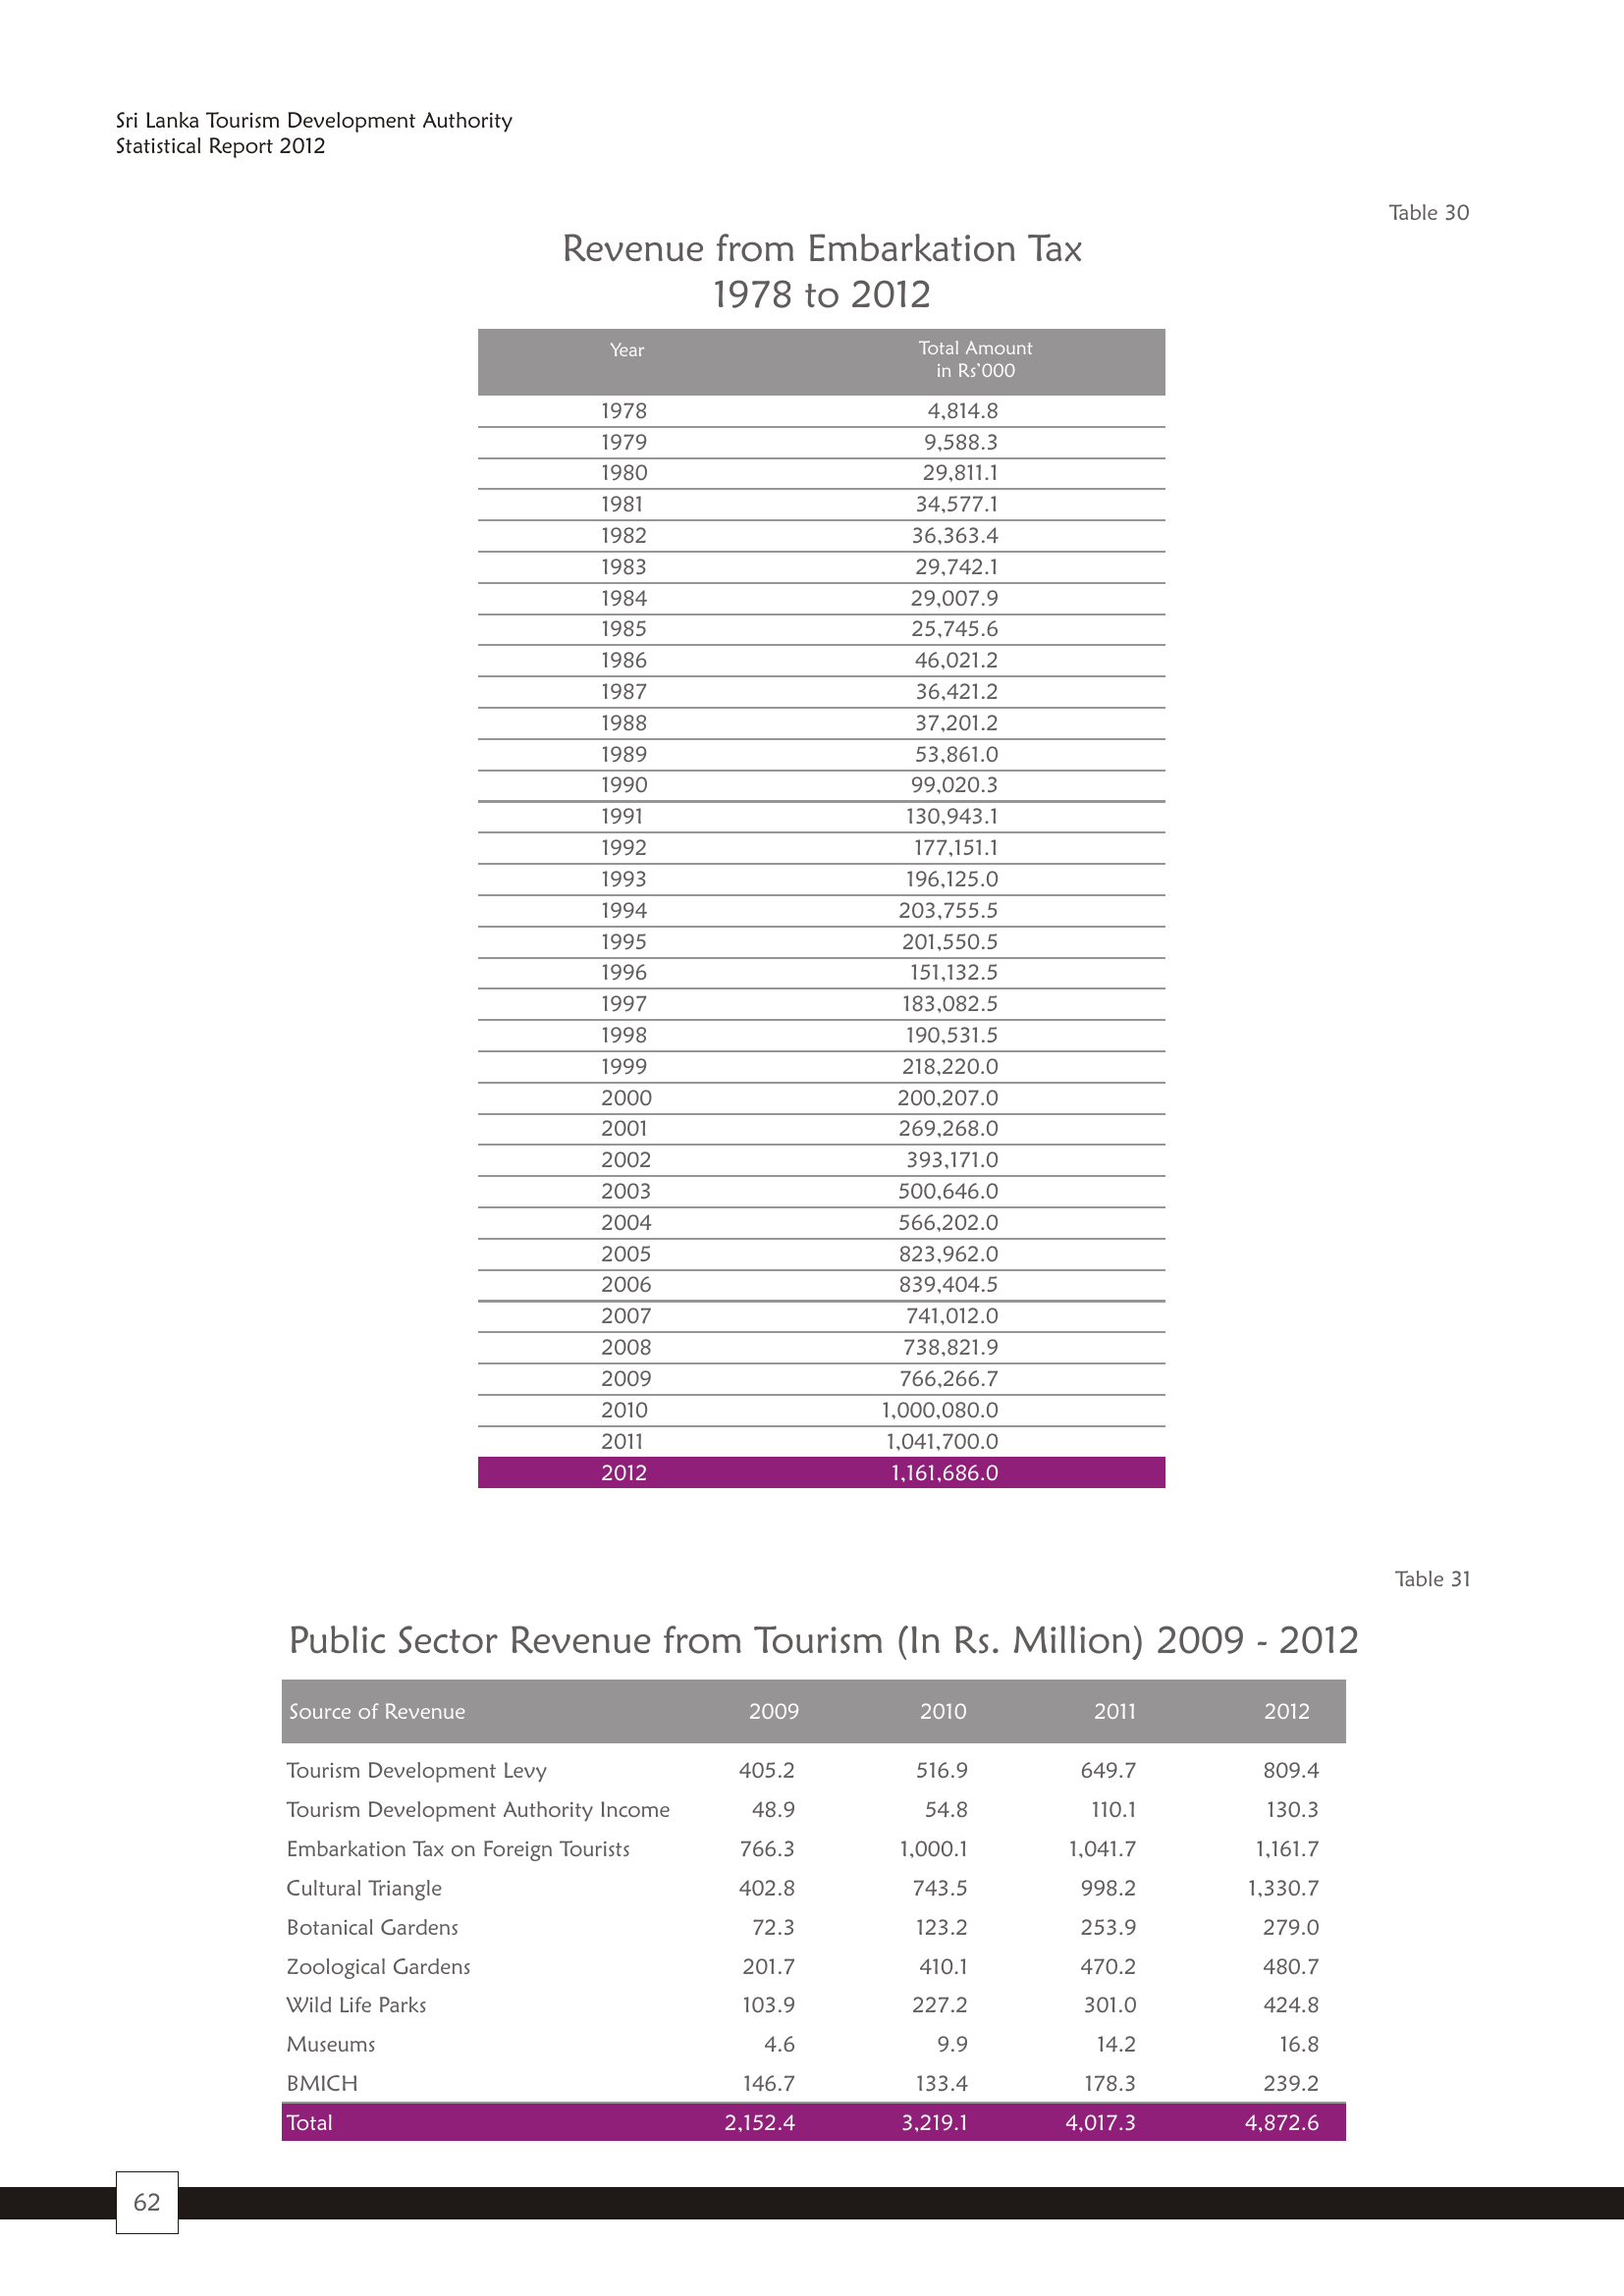 Sri Lanka Tourism Development Authority
Statistical Report 2012
Table 30
Revenue from Embarkation Tax
1978 to 2012
Year Total Amount
in Rs'000
1978 4,814.8
1979 9,588.3
1980 29,811.1
1981 34,577.1
1982 36,363.4
1983 29,742.1
1984 29,007.9
1985 25,745.6
1986 46,021.2
1987 36,421.2
1988 37,201.2
1989 53,861.0
1990 99,020.3
1991 130,943.1
1992 177,151.1
1993 196,125.0
1994 203,755.5
1995 201,550.5
1996 151,132.5
1997 183,082.5
1998 190,531.5
1999 218,220.0
2000 200,207.0
2001 269,268.0
2002 393,171.0
2003 500,646.0
2004 566,202.0
2005 823,962.0
2006 839,404.5
2007 741,012.0
2008 738,821.9
2009 766,266.7
2010 1,000,080.0
2011 1,041,700.0
2012 1,161,686.0
Table 31
Public Sector Revenue from Tourism (In Rs. Million) 2009 - 2012
Source of Revenue 2009 2010 2011 2012
Tourism Development Levy 405.2 516.9 649.7 809.4
Tourism Development Authority Income 48.9 54.8 110.1 130.3
Embarkation Tax on Foreign Tourists 766.3 1,000.1 1,041.7 1,161.7
Cultural Triangle 402.8 743.5 998.2 1,330.7
Botanical Gardens 72.3 123.2 253.9 279.0
Zoological Gardens 201.7 410.1 470.2 480.7
Wild Life Parks 103.9 227.2 301.0 424.8
Museums 4.6 9.9 14.2 16.8
BMICH 146.7 133.4 178.3 239.2
Total 2,152.4 3,219.1 4,017.3 4,872.6
62